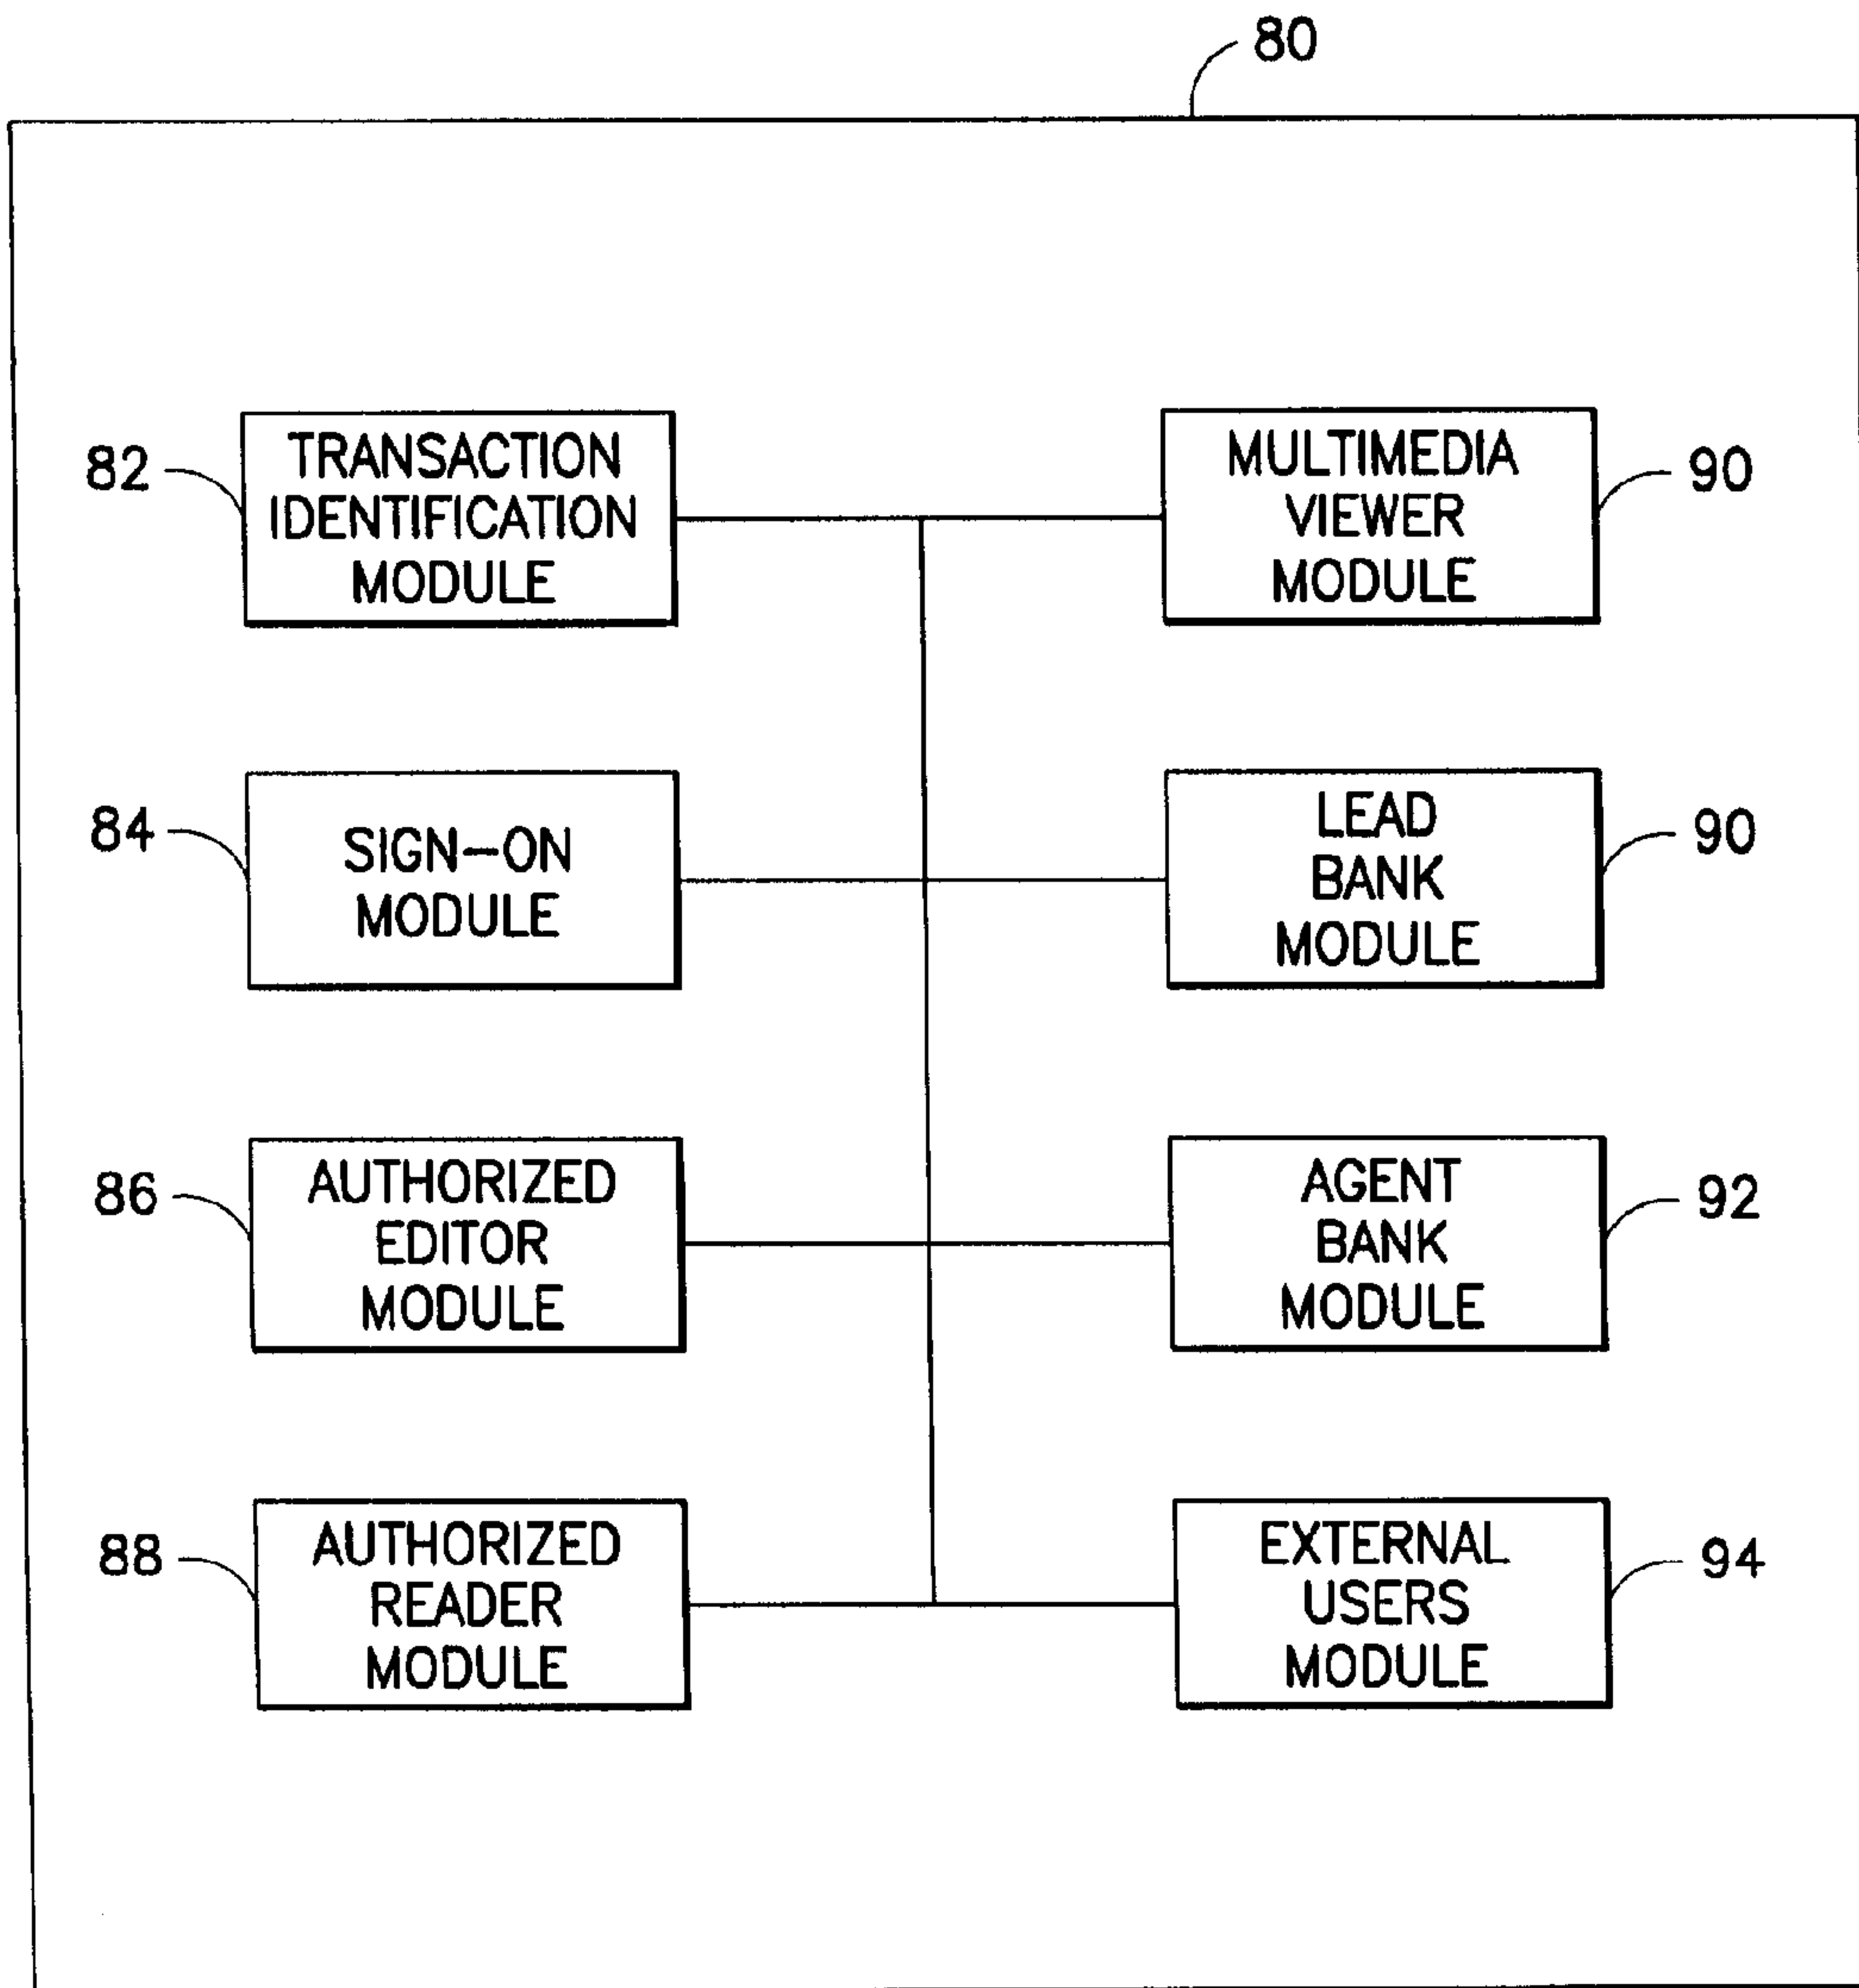 80
82
TRANSACTION
IDENTIFICATION
MODULE
MULTIMEDIA
VIEWER
MODULE
90
84
SIGN-ON
MODULE
LEAD
BANK
MODULE
90
86
AUTHORIZED
EDITOR
MODULE
AGENT
BANK
MODULE
92
88
AUTHORIZED
READER
MODULE
EXTERNAL
USERS
MODULE
94